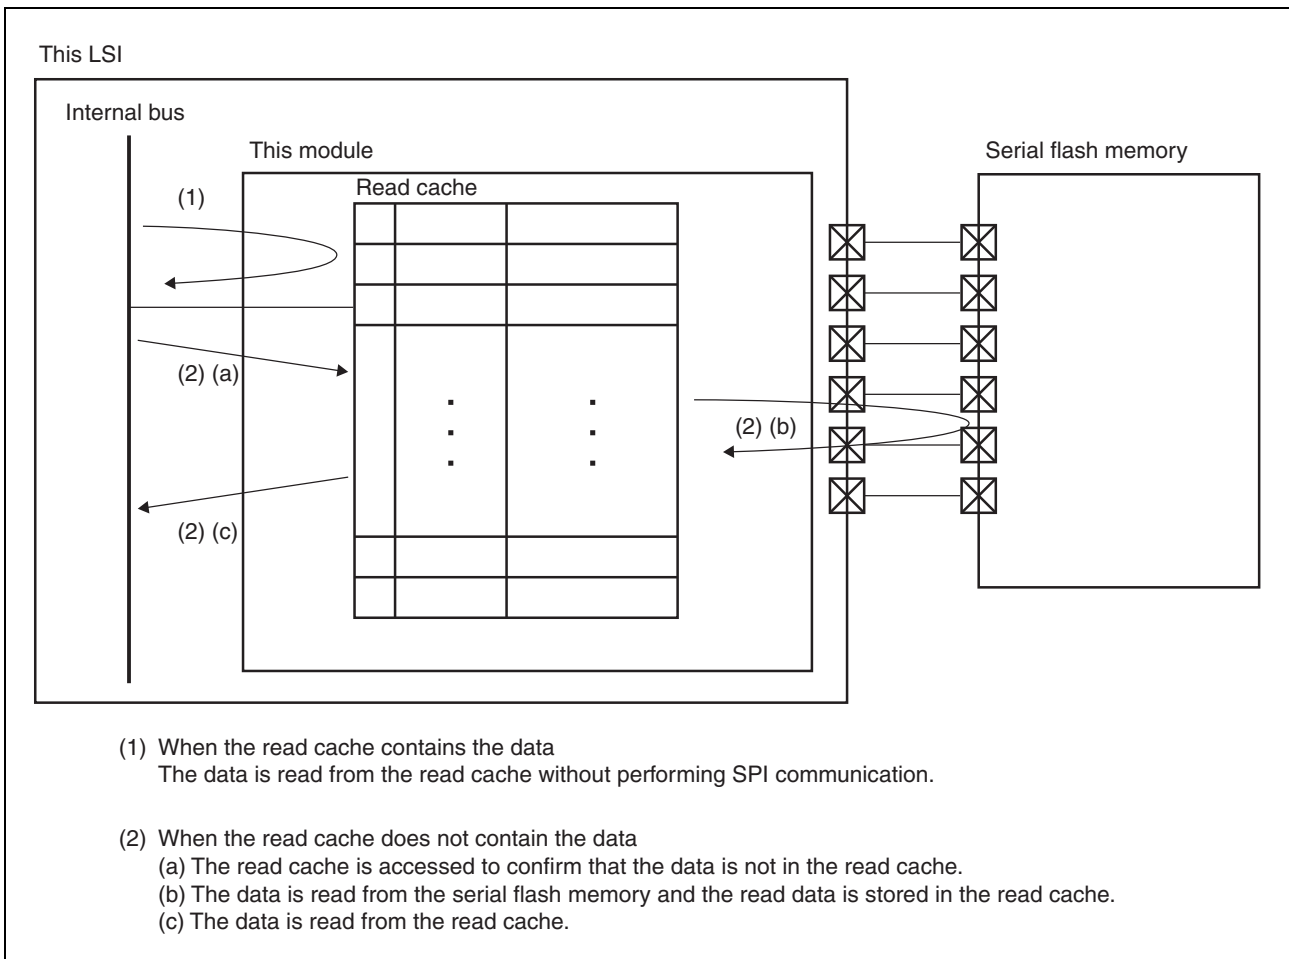 This LSI
Internal bus
This module
Serial flash memory
Read cache
(1)
(2) (a)
(2) (b)
(2) (c)
(1) When the read cache contains the data
The data is read from the read cache without performing SPI communication.
(2) When the read cache does not contain the data
(a) The read cache is accessed to confirm that the data is not in the read cache.
(b) The data is read from the serial flash memory and the read data is stored in the read cache.
(c) The data is read from the read cache.